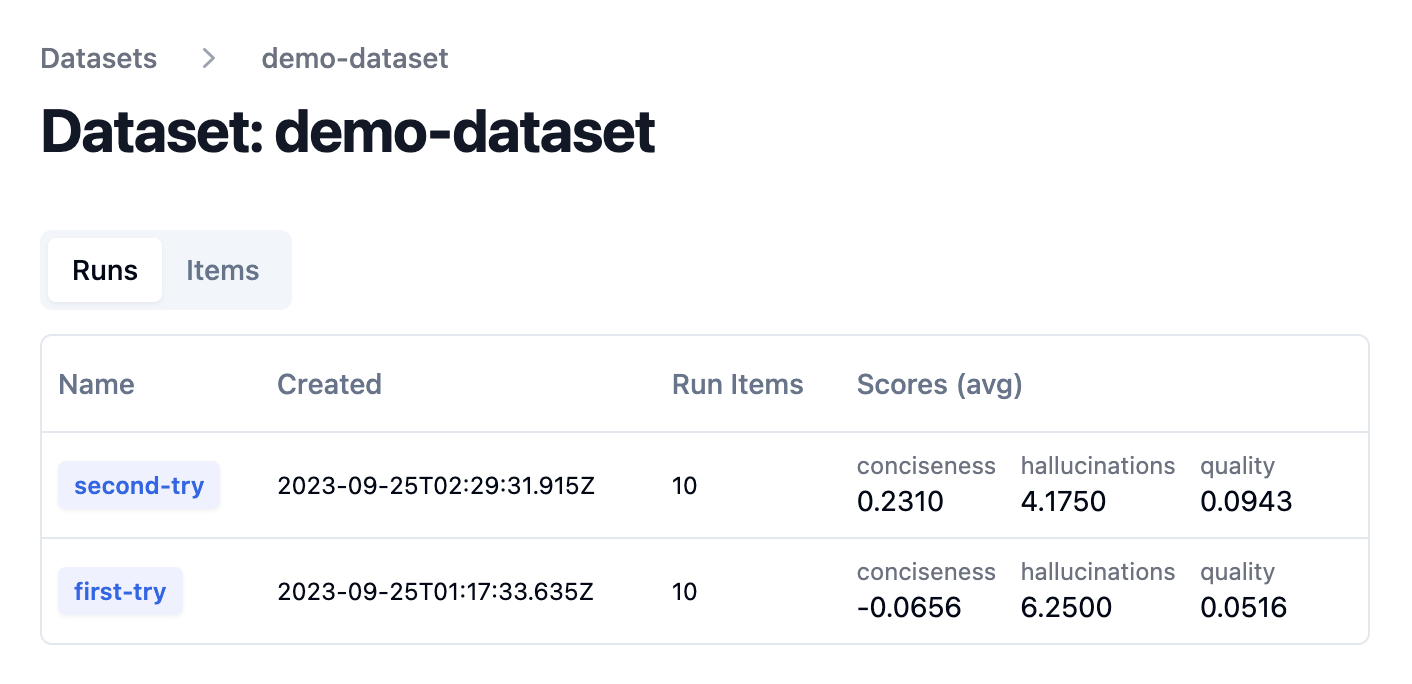 Datasets > demo-dataset
Dataset: demo-dataset
Runs Items
Name Created Run Items Scores (avg)
conciseness hallucinations quality
second-try 2023-09-25T02:29:31.915Z 10
0.2310 4.1750 0.0943
conciseness hallucinations quality
first-try 2023-09-25T01:17:33.635Z 10
-0.0656 6.2500 0.0516